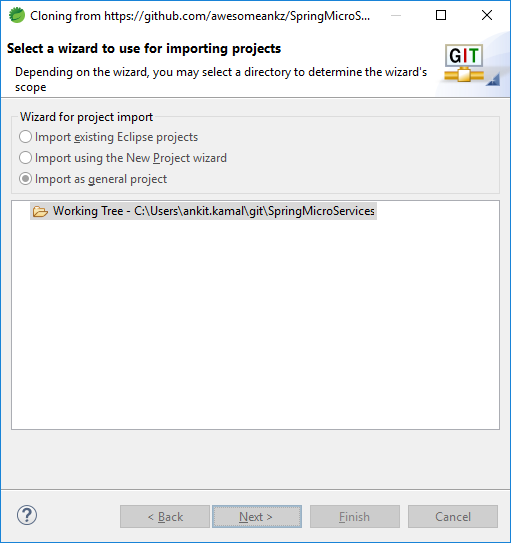 Cloning from https://github.com/awesomeankz/SpringMicroS...
Select a wizard to use for importing projects
Depending on the wizard, you may select a directory to determine the wizard's
scope
GIT
Wizard for project import
Import existing Eclipse projects
Import using the New Project wizard
Import as general project
Working Tree - C:\Users\ankit.kamal\git\SpringMicroServices
?
< Back
Next >
Finish
Cancel